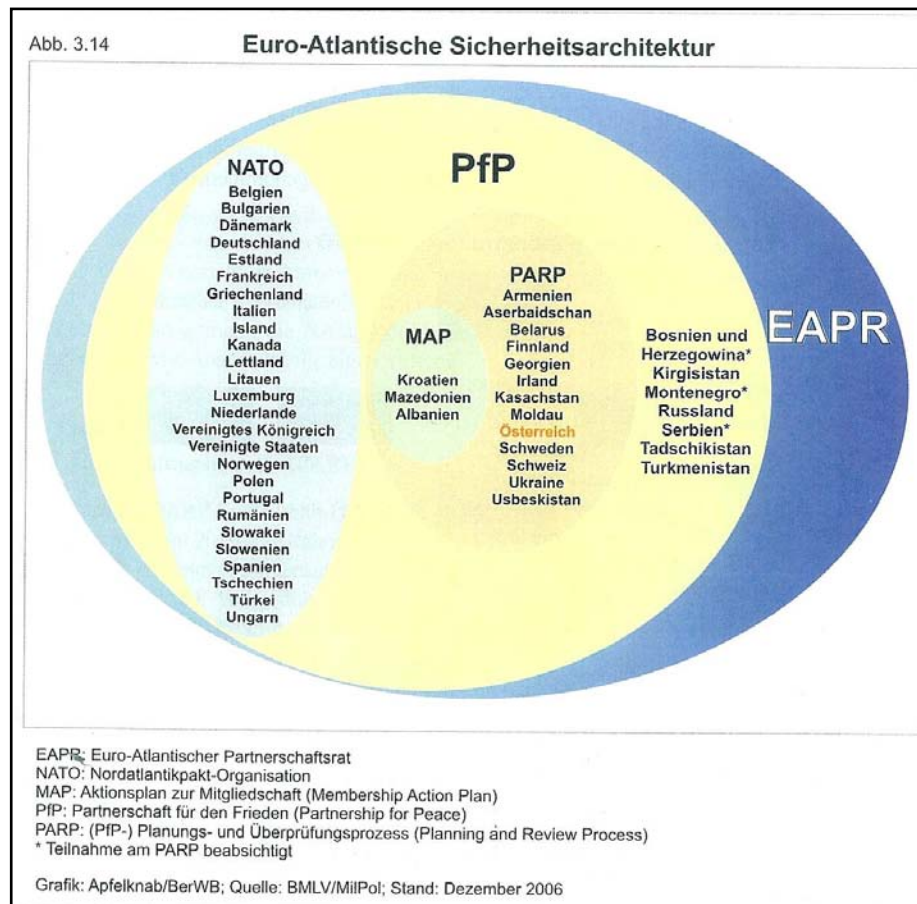 Abb. 3.14
Euro-Atlantische Sicherheitsarchitektur
NATO
Belgien
Bulgarien
Dänemark
Deutschland
Estland
Frankreich
Griechenland
Italien
Island
Kanada
Lettland
Litauen
Luxemburg
Niederlande
Vereinigtes Königreich
Vereinigte Staaten
Norwegen
Polen
Portugal
Rumänien
Slowakei
Slowenien
Spanien
Tschechien
Türkei
Ungarn
PfP
MAP
Kroatien
Mazedonien
Albanien
PARP
Armenien
Aserbaidschan
Belarus
Finnland
Georgien
Irland
Kasachstan
Moldau
Österreich
Schweden
Schweiz
Ukraine
Usbeskistan
Bosnien und
Herzegowina*
Kirgisistan
Montenegro*
Russland
Serbien*
Tadschikistan
Turkmenistan
EAPR
EAPR: Euro-Atlantischer Partnerschaftsrat
NATO: Nordatlantikpakt-Organisation
MAP: Aktionsplan zur Mitgliedschaft (Membership Action Plan)
PfP: Partnerschaft für den Frieden (Partnership for Peace)
PARP: (PfP-) Planungs- und Überprüfungsprozess (Planning and Review Process)
* Teilnahme am PARP beabsichtigt
Grafik: Apfelknab/BerWB; Quelle: BMLV/MilPol; Stand: Dezember 2006